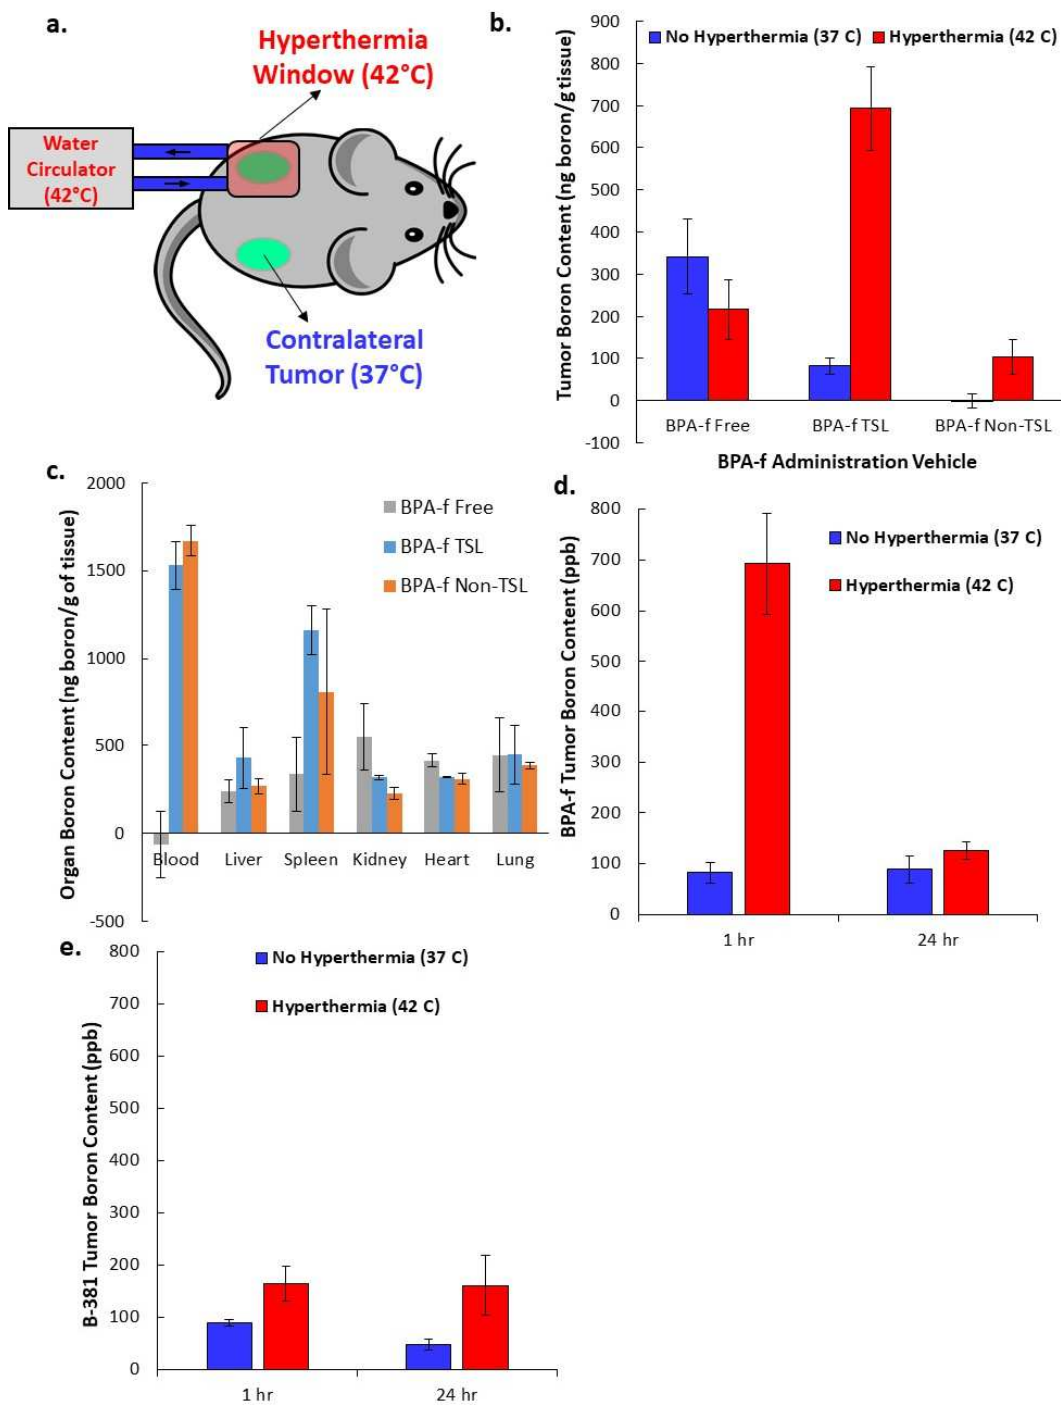 a.
Hyperthermia
Window (42°C)
Water
Circulator
(42°C)
Contralateral
Tumor (37°C)
b.
No Hyperthermia (37 C)
Hyperthermia (42 C)
Tumor Boron Content (ng boron/g tissue)
900
800
700
600
500
400
300
200
100
0
-100
BPA-f Free
BPA-f TSL
BPA-f Non-TSL
BPA-f Administration Vehicle
c.
BPA-f Free
BPA-f TSL
BPA-f Non-TSL
Organ Boron Content (ng boron/g of tissue)
2000
1500
1000
500
0
-500
Blood
Liver
Spleen
Kidney
Heart
Lung
d.
No Hyperthermia (37 C)
Hyperthermia (42 C)
BPA-f Tumor Boron Content (ppb)
800
700
600
500
400
300
200
100
0
1 hr
24 hr
e.
No Hyperthermia (37 C)
Hyperthermia (42 C)
B-381 Tumor Boron Content (ppb)
800
700
600
500
400
300
200
100
0
1 hr
24 hr